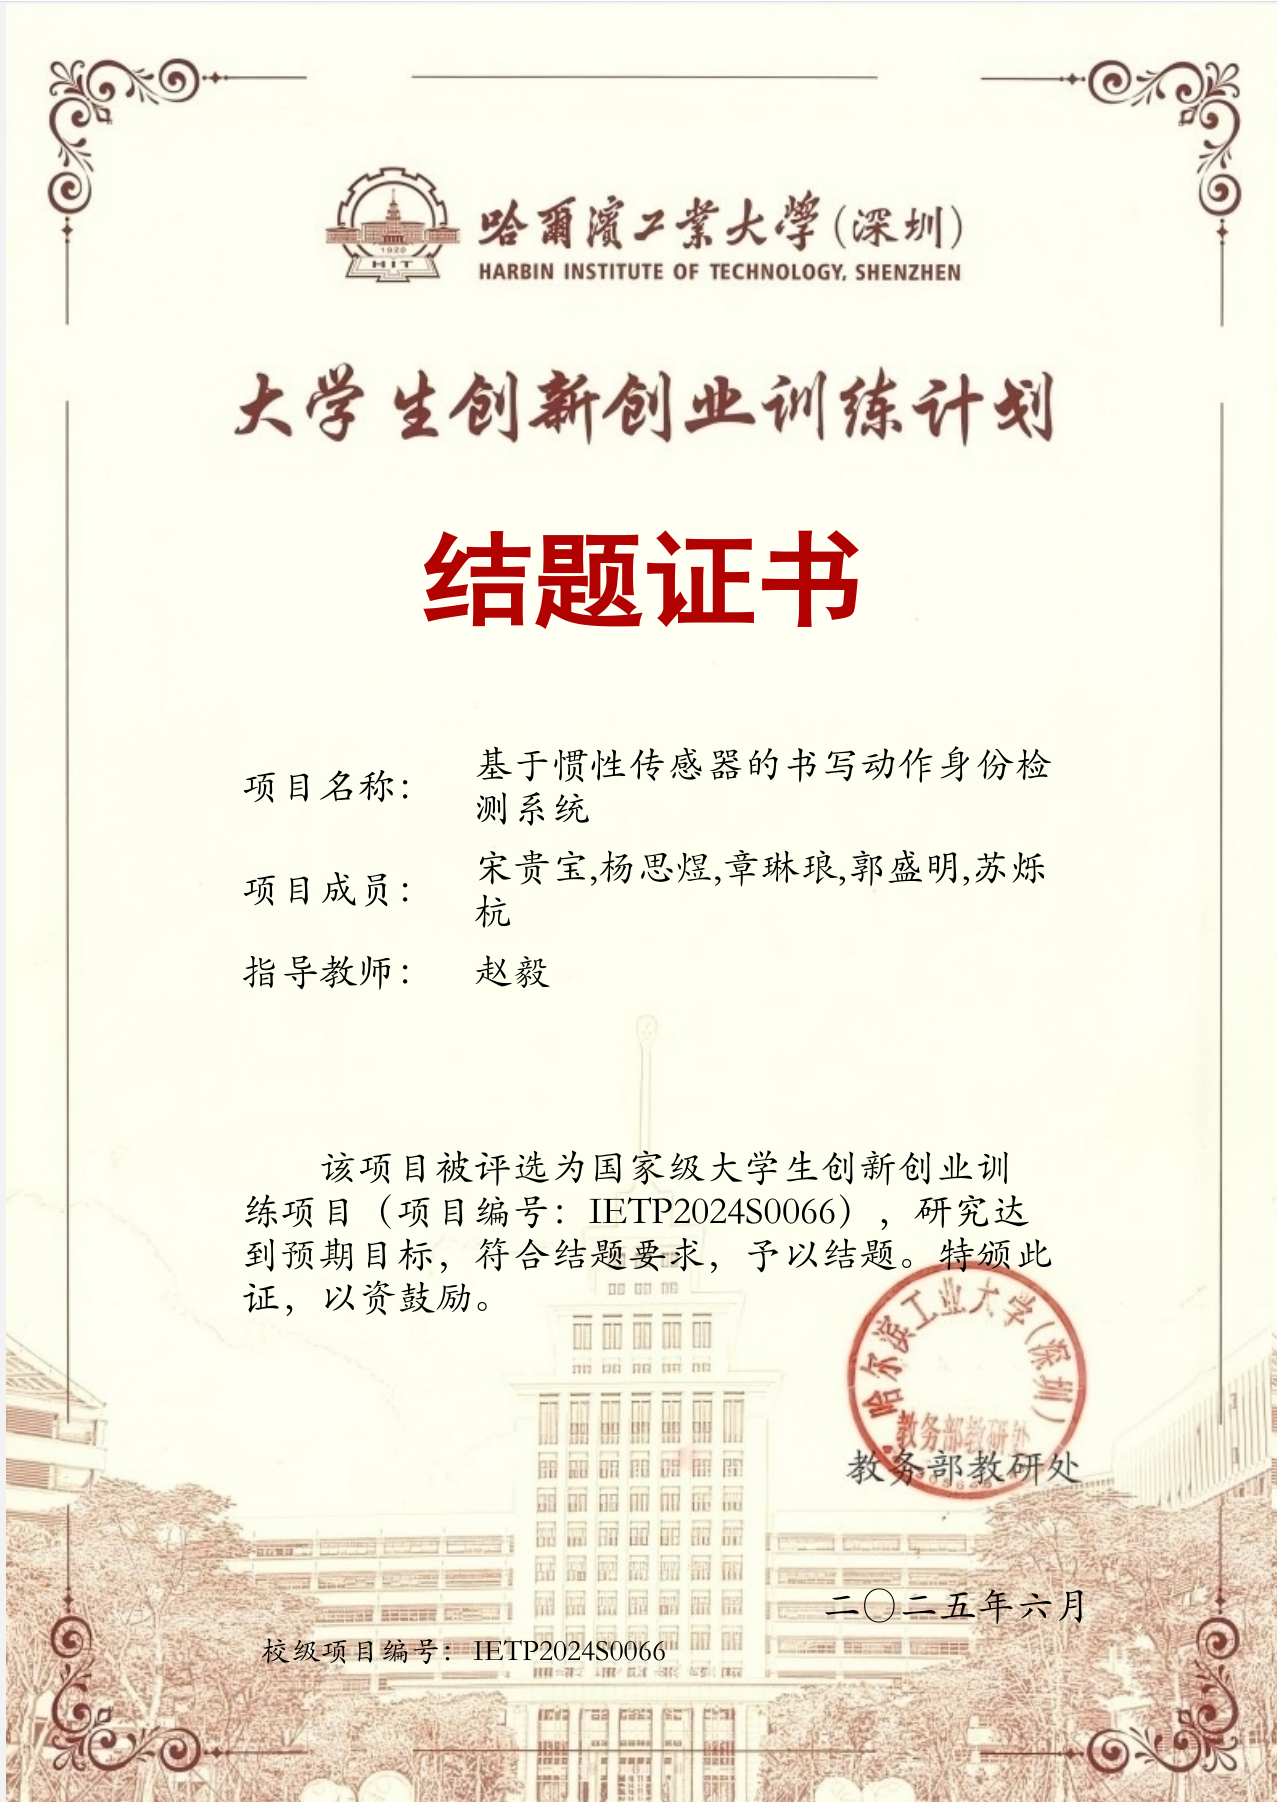 1920
HIT
哈爾濱工業大學(深圳)
HARBIN INSTITUTE OF TECHNOLOGY, SHENZHEN
大学生创新创业训练计划
结题证书
项目名称：
基于惯性传感器的书写动作身份检
测系统
项目成员：
宋贵宝,杨思煜,章琳琅,郭盛明,苏烁
杭
指导教师：
赵毅
该项目被评选为国家级大学生创新创业训
练项目（项目编号：IETP2024S0066），研究达
到预期目标，符合结题要求，予以结题。特颁此
证，以资鼓励。
哈尔滨工业大学(深圳)
教务部教研处
教务部教研处
二〇二五年六月
校级项目编号：IETP2024S0066